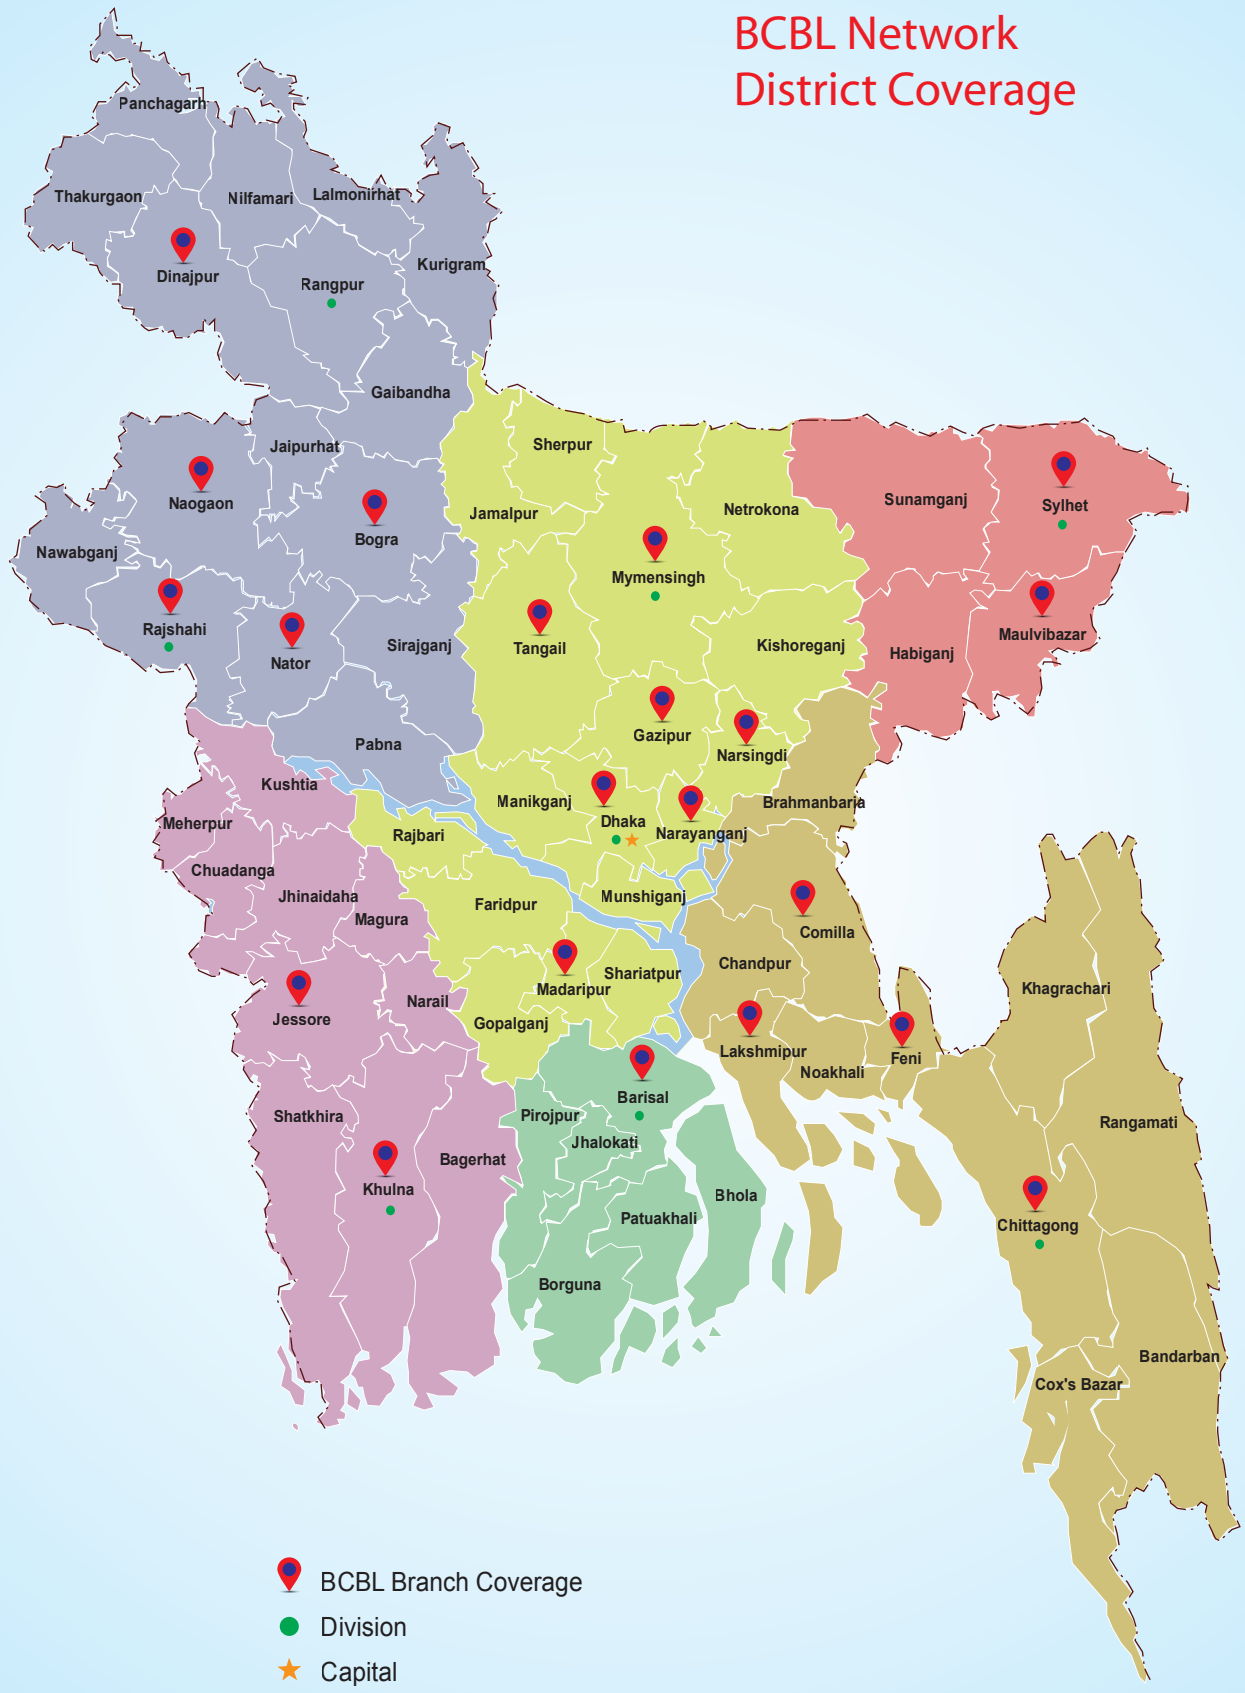 BCBL Network
District Coverage
Panchagarh
Thakurgaon
Nilfamari
Lalmonirhat
Kurigram
Dinajpur
Rangpur
Gaibandha
Jaipurhat
Sherpur
Naogaon
Bogra
Jamalpur
Netrokona
Sunamganj
Sylhet
Nawabganj
Mymensingh
Rajshahi
Nator
Sirajganj
Tangail
Kishoreganj
Habiganj
Maulvibazar
Pabna
Gazipur
Narsingdi
Kushtia
Manikganj
Brahmanbaria
Meherpur
Rajbari
Dhaka
Narayanganj
Chuadanga
Jhinaidaha
Magura
Faridpur
Munshiganj
Comilla
Chandpur
Shariatpur
Madaripur
Khagrachari
Jessore
Narail
Gopalganj
Lakshmipur
Noakhali
Feni
Shatkhira
Pirojpur
Barisal
Jhalokati
Rangamati
Bagerhat
Khulna
Bhola
Patuakhali
Chittagong
Borguna
Bandarban
Cox's Bazar
BCBL Branch Coverage
Division
Capital